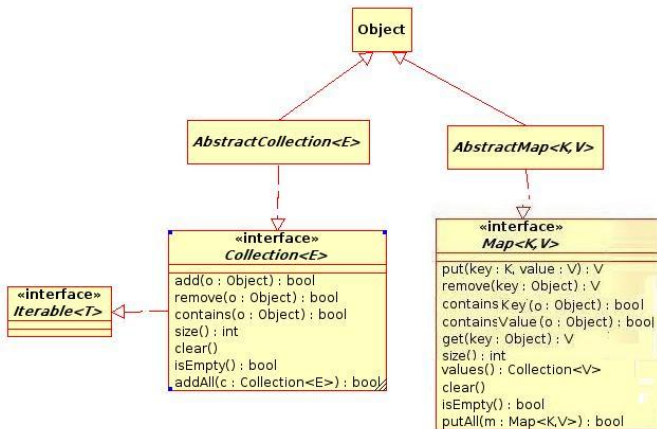 Object
AbstractCollection<E>
AbstractMap<K,V>
«interface»
Collection<E>
add(o : Object) : bool
remove(o : Object) : bool
contains(o : Object) : bool
size() : int
clear()
isEmpty() : bool
addAll(c : Collection<E>) : bool
«interface»
Iterable<T>
«interface»
Map<K,V>
put(key : K, value : V) : V
remove(key : Object) : V
containsKey(o : Object) : bool
containsValue(o : Object) : bool
get(key : Object) : V
size() : int
values() : Collection<V>
clear()
isEmpty() : bool
putAll(m : Map<K,V>) : bool